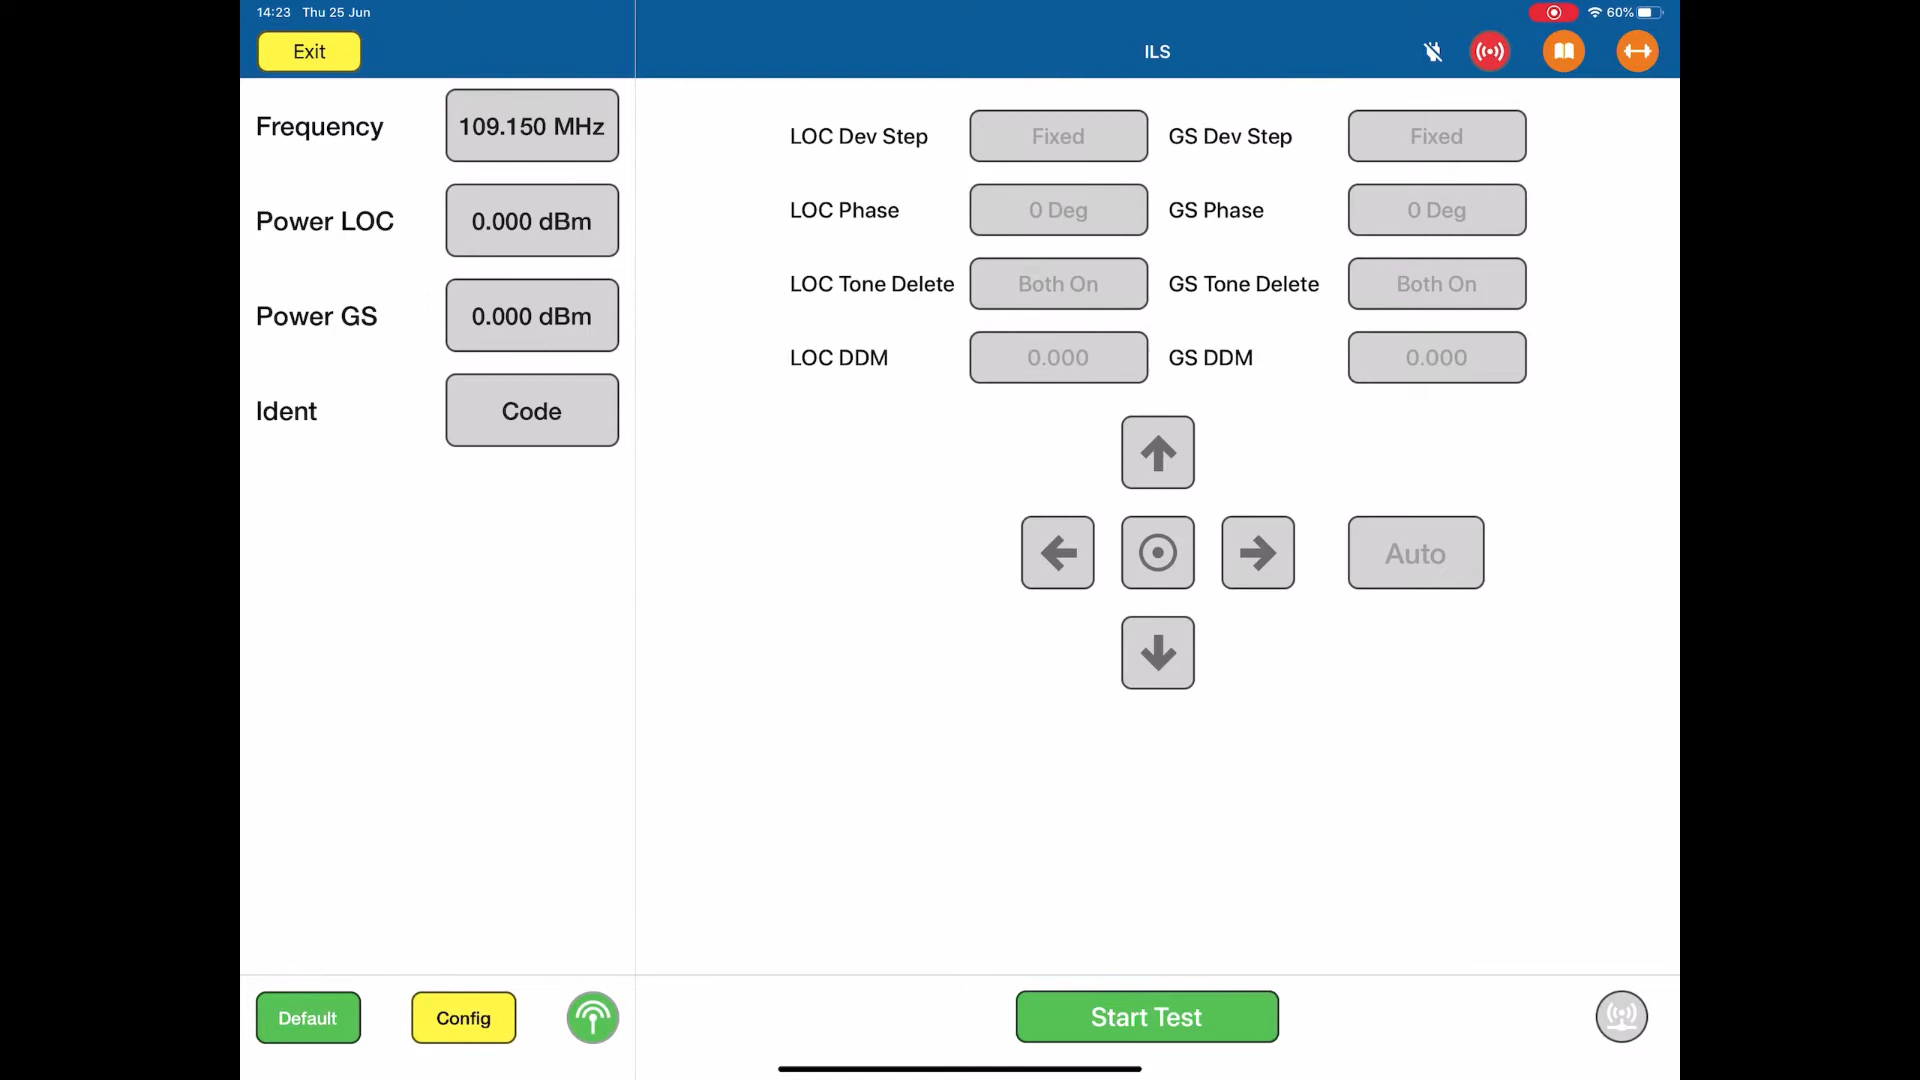 14:23 Thu 25 Jun
60%
Exit
ILS
Frequency 109.150 MHz
Power LOC 0.000 dBm
Power GS 0.000 dBm
Ident Code
LOC Dev Step Fixed GS Dev Step Fixed
LOC Phase 0 Deg GS Phase 0 Deg
LOC Tone Delete Both On GS Tone Delete Both On
LOC DDM 0.000 GS DDM 0.000
Auto
Default Config Start Test